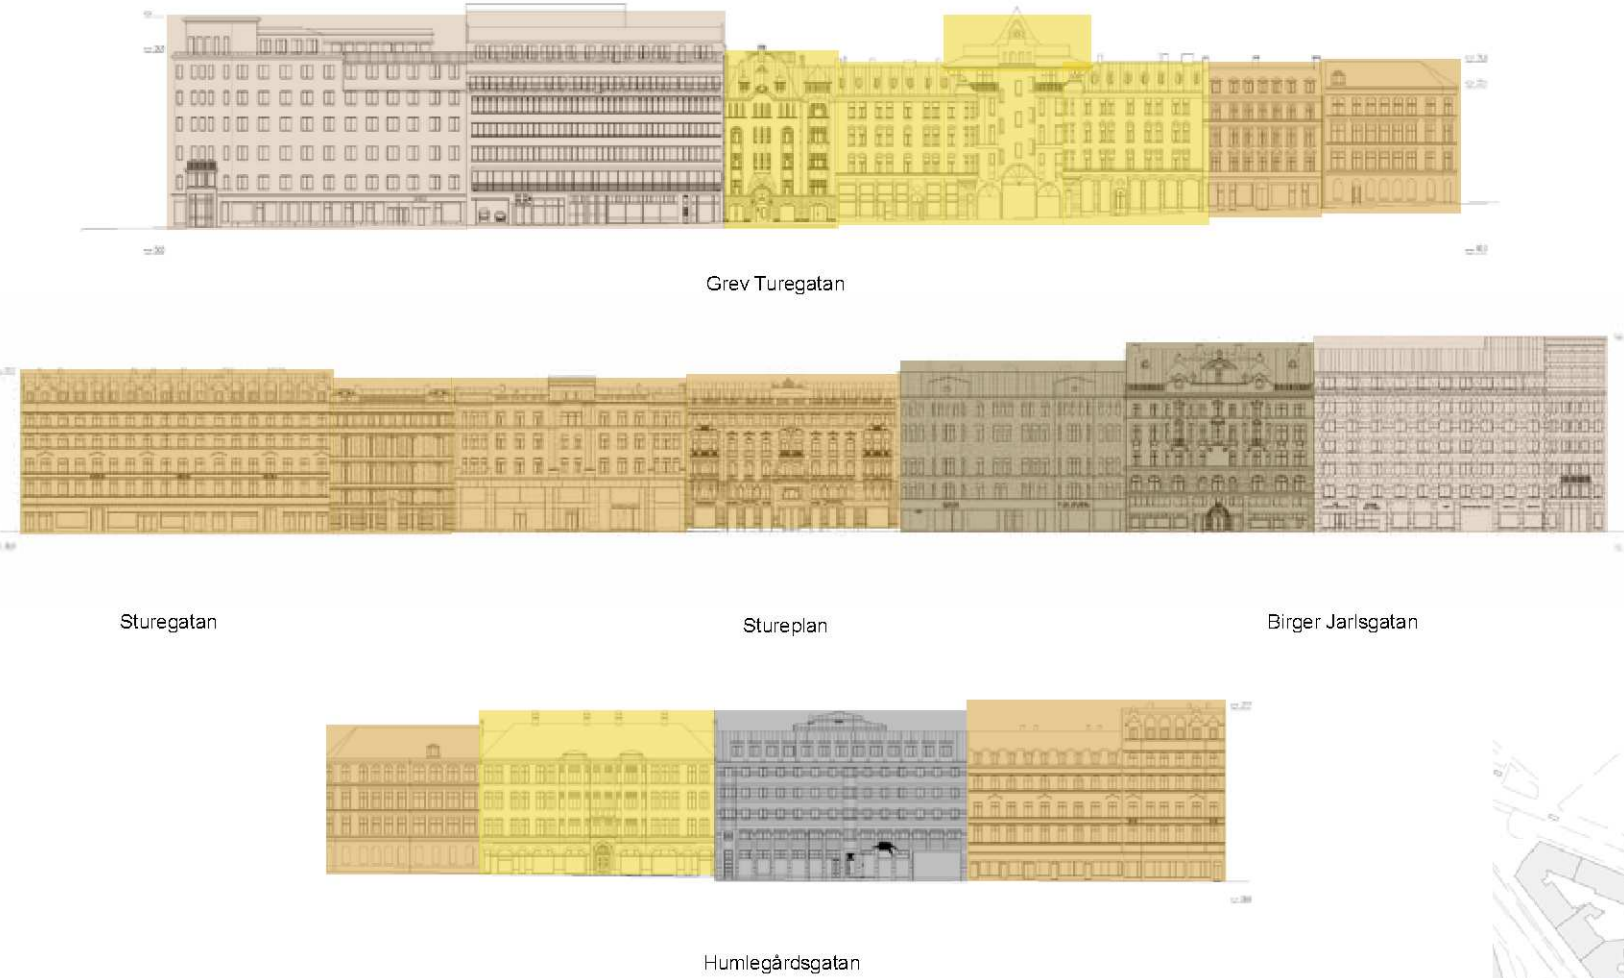 Grev Turegatan
Sturegatan
Stureplan
Birger Jarlsgatan
Humlegårdsgatan